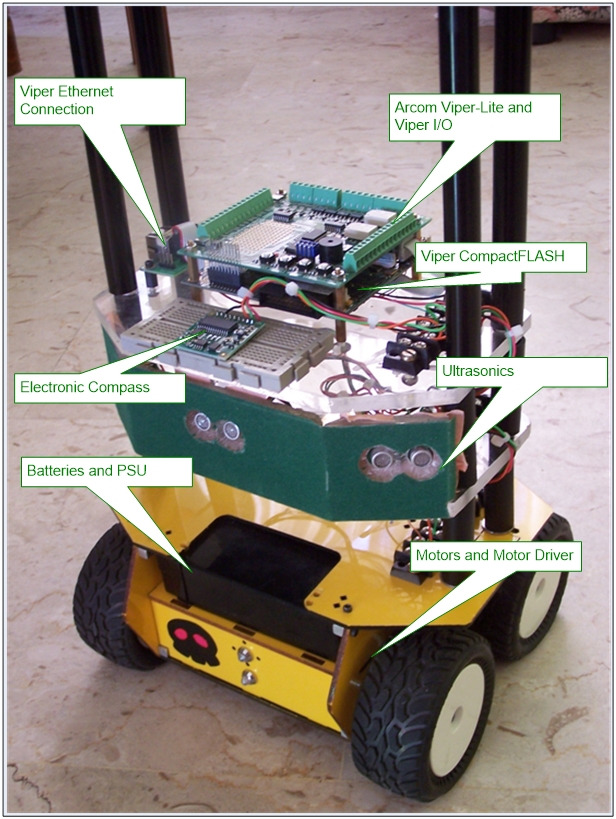 Viper Ethernet
Connection
Arcom Viper-Lite and
Viper I/O
Viper CompactFLASH
Electronic Compass
Ultrasonics
Batteries and PSU
Motors and Motor Driver